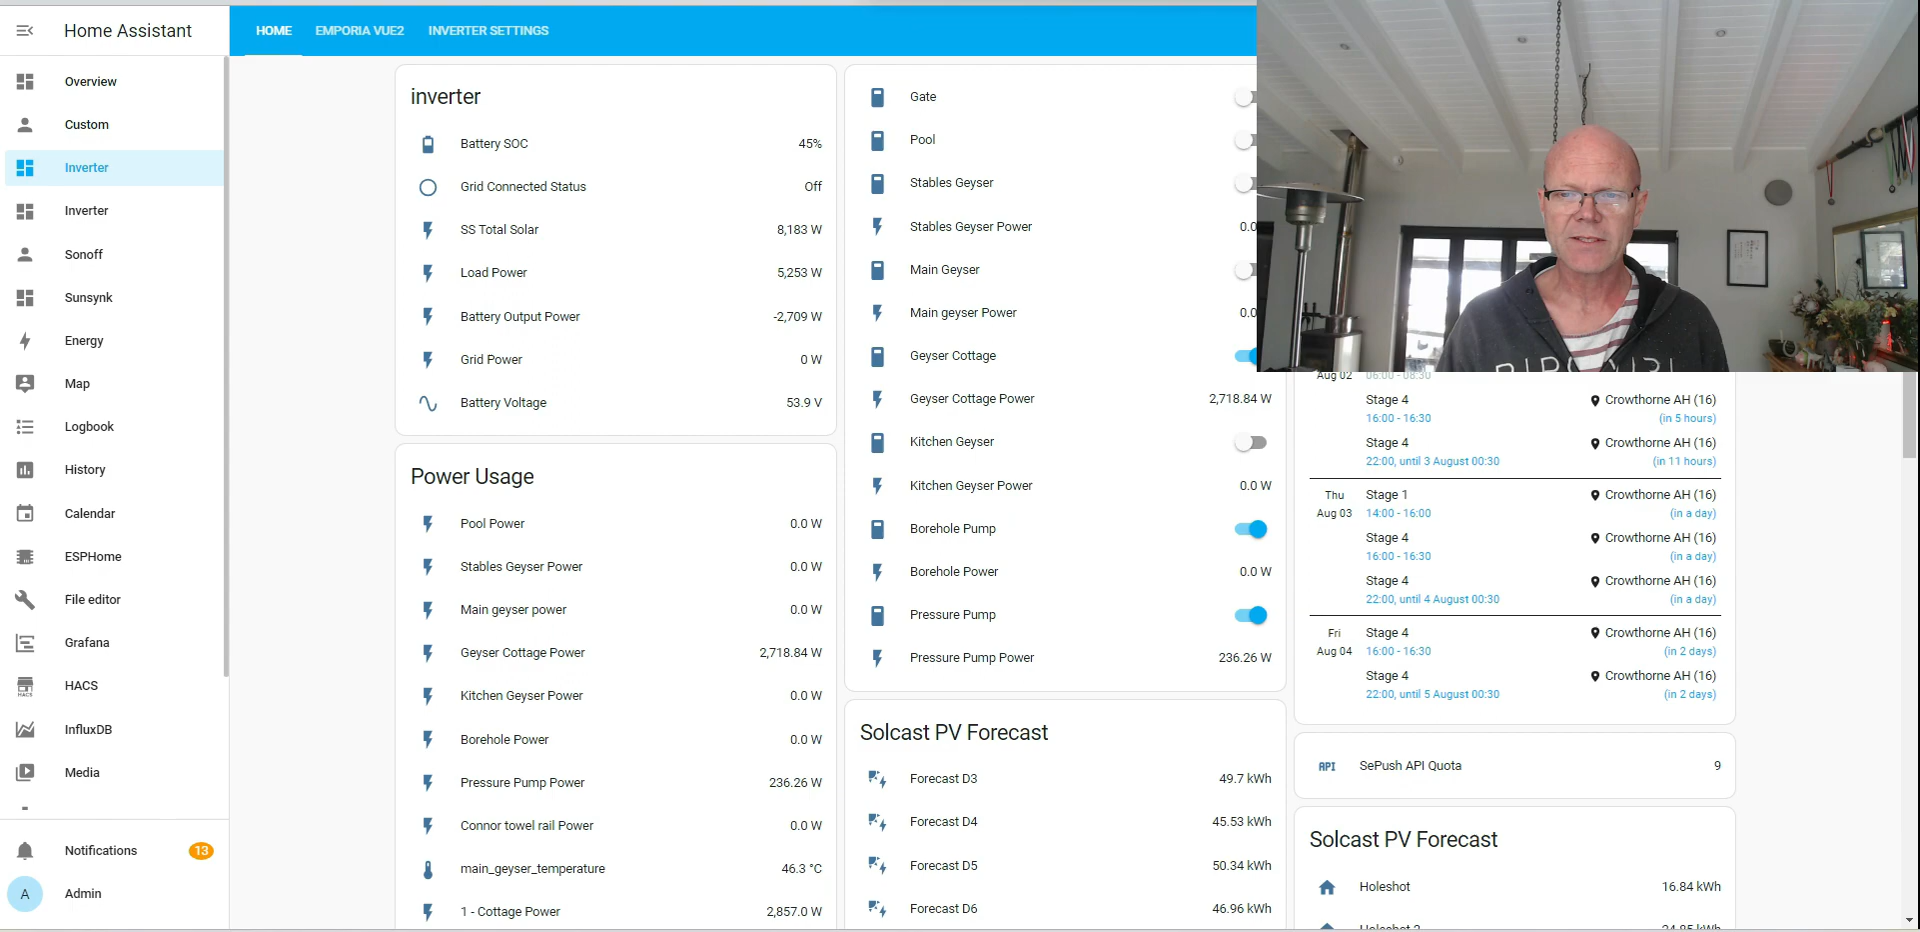 Home Assistant
HOME EMPORIA VUE2 INVERTER SETTINGS
Overview
Custom
Inverter
Inverter
Sonoff
Sunsynk
Energy
Map
Logbook
History
Calendar
ESPHome
File editor
Grafana
HACS
InfluxDB
Media
Notifications 13
A Admin
inverter
Battery SOC 45%
Grid Connected Status Off
SS Total Solar 8,183 W
Load Power 5,253 W
Battery Output Power -2,709 W
Grid Power 0 W
Battery Voltage 53.9 V
Power Usage
Pool Power 0.0 W
Stables Geyser Power 0.0 W
Main geyser power 0.0 W
Geyser Cottage Power 2,718.84 W
Kitchen Geyser Power 0.0 W
Borehole Power 0.0 W
Pressure Pump Power 236.26 W
Connor towel rail Power 0.0 W
main_geyser_temperature 46.3 °C
1 - Cottage Power 2,857.0 W
Gate
Pool
Stables Geyser
Stables Geyser Power 0.0
Main Geyser
Main geyser Power 0.0
Geyser Cottage
Geyser Cottage Power 2,718.84 W
Kitchen Geyser
Kitchen Geyser Power 0.0 W
Borehole Pump
Borehole Power 0.0 W
Pressure Pump
Pressure Pump Power 236.26 W
Solcast PV Forecast
Forecast D3 49.7 kWh
Forecast D4 45.53 kWh
Forecast D5 50.34 kWh
Forecast D6 46.96 kWh
Aug 02 06:00 - 08:30
Stage 4 Crowthorne AH (16)
16:00 - 16:30 (in 5 hours)
Stage 4 Crowthorne AH (16)
22:00, until 3 August 00:30 (in 11 hours)
Thu Stage 1 Crowthorne AH (16)
Aug 03 14:00 - 16:00 (in a day)
Stage 4 Crowthorne AH (16)
16:00 - 16:30 (in a day)
Stage 4 Crowthorne AH (16)
22:00, until 4 August 00:30 (in a day)
Fri Stage 4 Crowthorne AH (16)
Aug 04 16:00 - 16:30 (in 2 days)
Stage 4 Crowthorne AH (16)
22:00, until 5 August 00:30 (in 2 days)
API SePush API Quota 9
Solcast PV Forecast
Holeshot 16.84 kWh